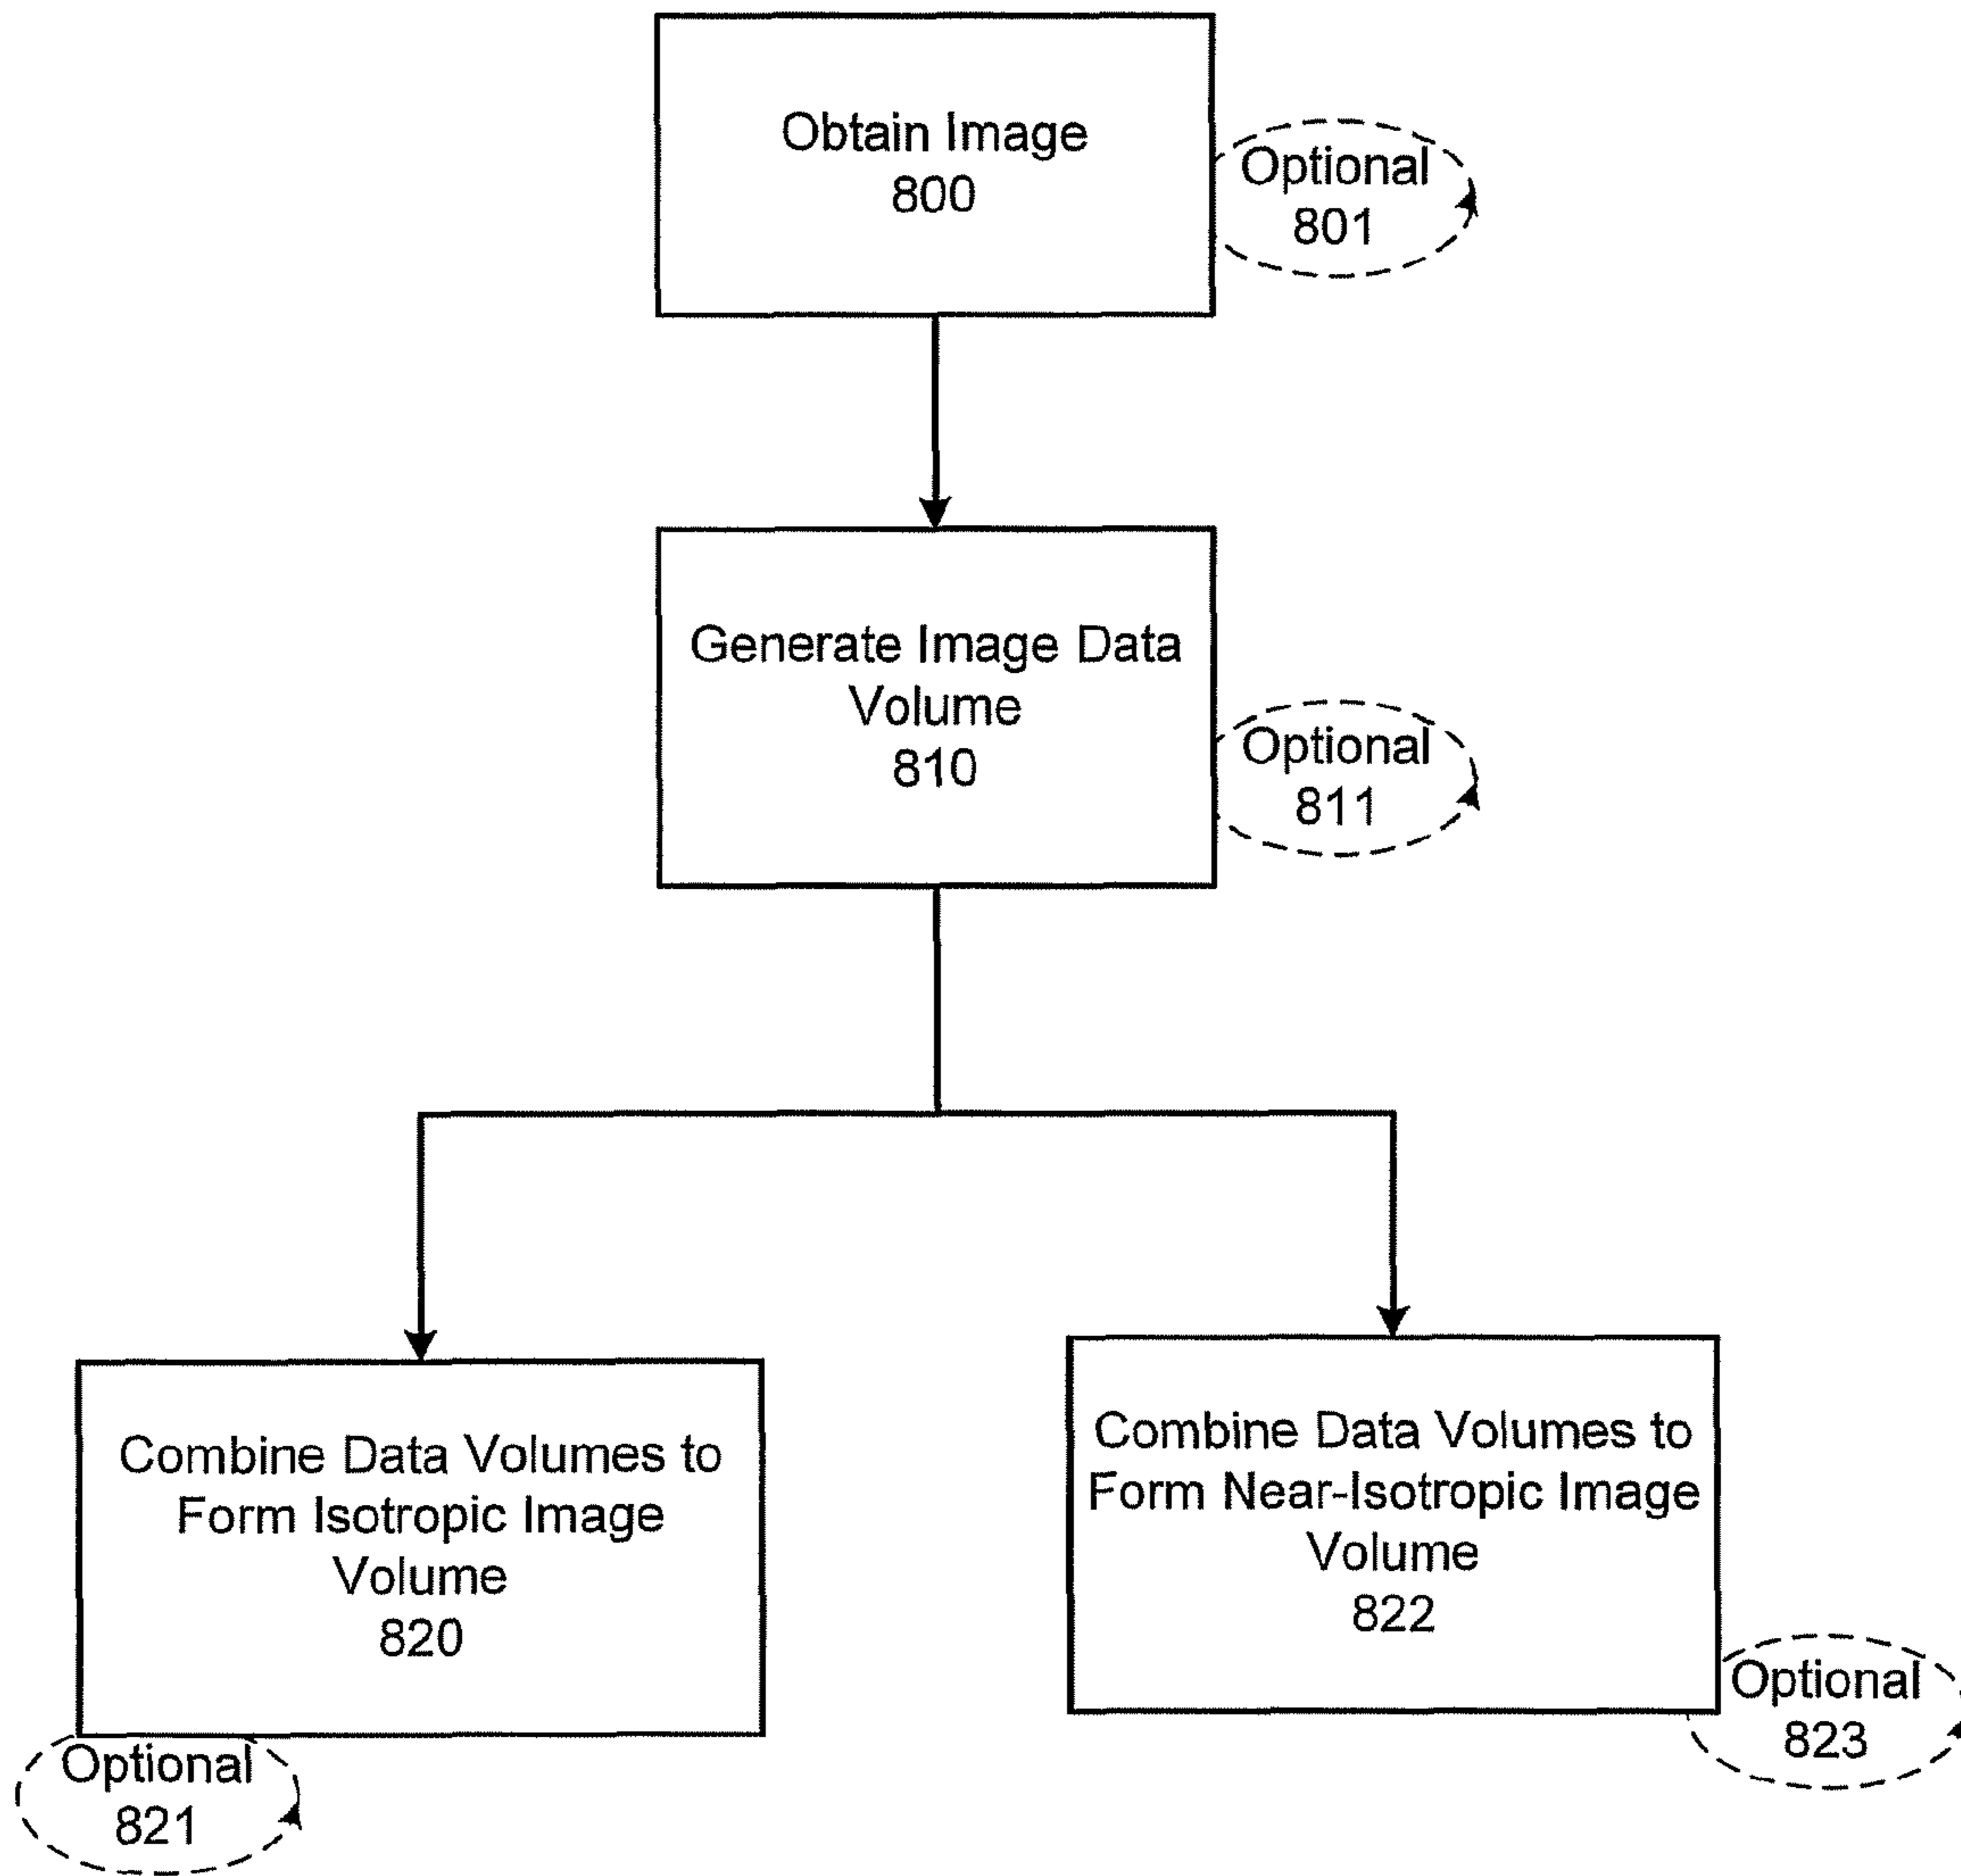 Obtain Image
800
Optional
801
Generate Image Data
Volume
810
Optional
811
Combine Data Volumes to
Form Isotropic Image
Volume
820
Optional
821
Combine Data Volumes to
Form Near-Isotropic Image
Volume
822
Optional
823